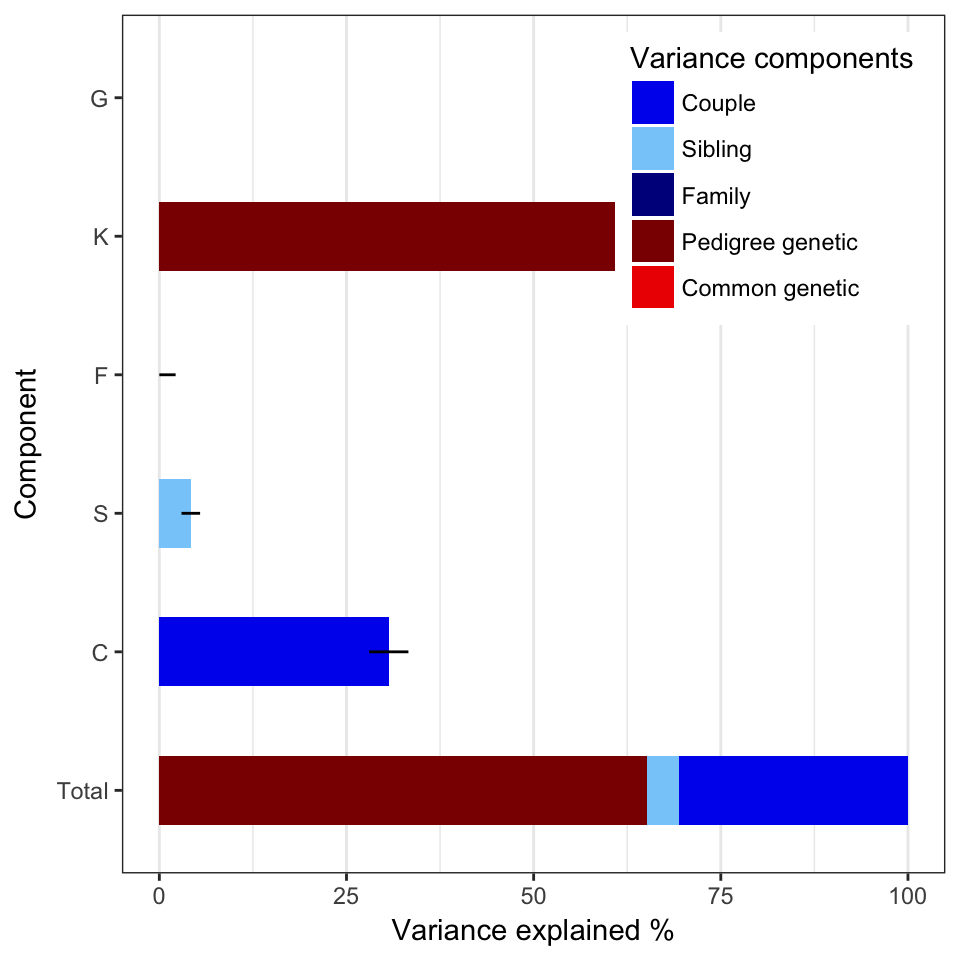 Variance components
Couple
Sibling
Family
Pedigree genetic
Common genetic
G
K
F
S
C
Total
Component
0 25 50 75 100
Variance explained %